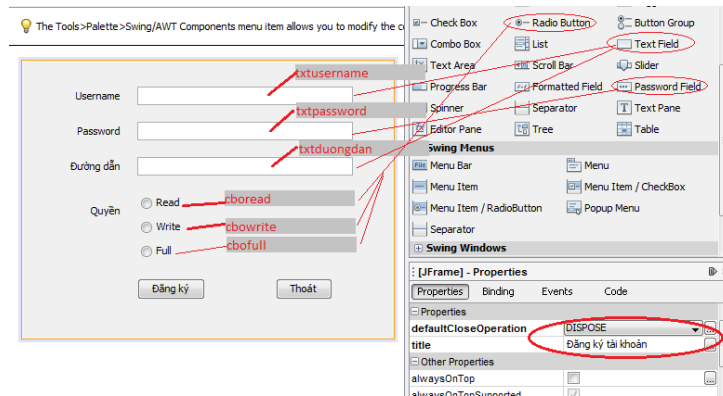 The Tools>Palette>Swing/AWT Components menu item allows you to modify the co
txtusername
Username
txtpassword
Password
txtduongdan
Đường dẫn
Quyền
Read
cboread
Write
cbowrite
Full
cbofull
Đăng ký
Thoát
Check Box
Radio Button
Button Group
Combo Box
List
Text Field
Text Area
Scroll Bar
Slider
Progress Bar
Formatted Field
Password Field
Spinner
Separator
Text Pane
Editor Pane
Tree
Table
Swing Menus
Menu Bar
Menu
Menu Item
Menu Item / CheckBox
Menu Item / RadioButton
Popup Menu
Separator
Swing Windows
[JFrame] - Properties
Properties
Binding
Events
Code
Properties
defaultCloseOperation
DISPOSE
title
Đăng ký tài khoản
Other Properties
alwaysOnTop
alwaysOnTopSupported